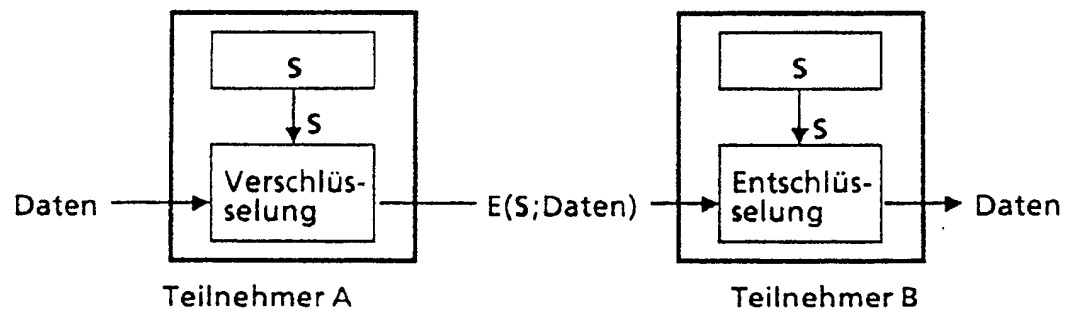 S
S
S
S
Verschlüs-
selung
Entschlüs-
selung
Daten
E(S;Daten)
Daten
Teilnehmer A
Teilnehmer B